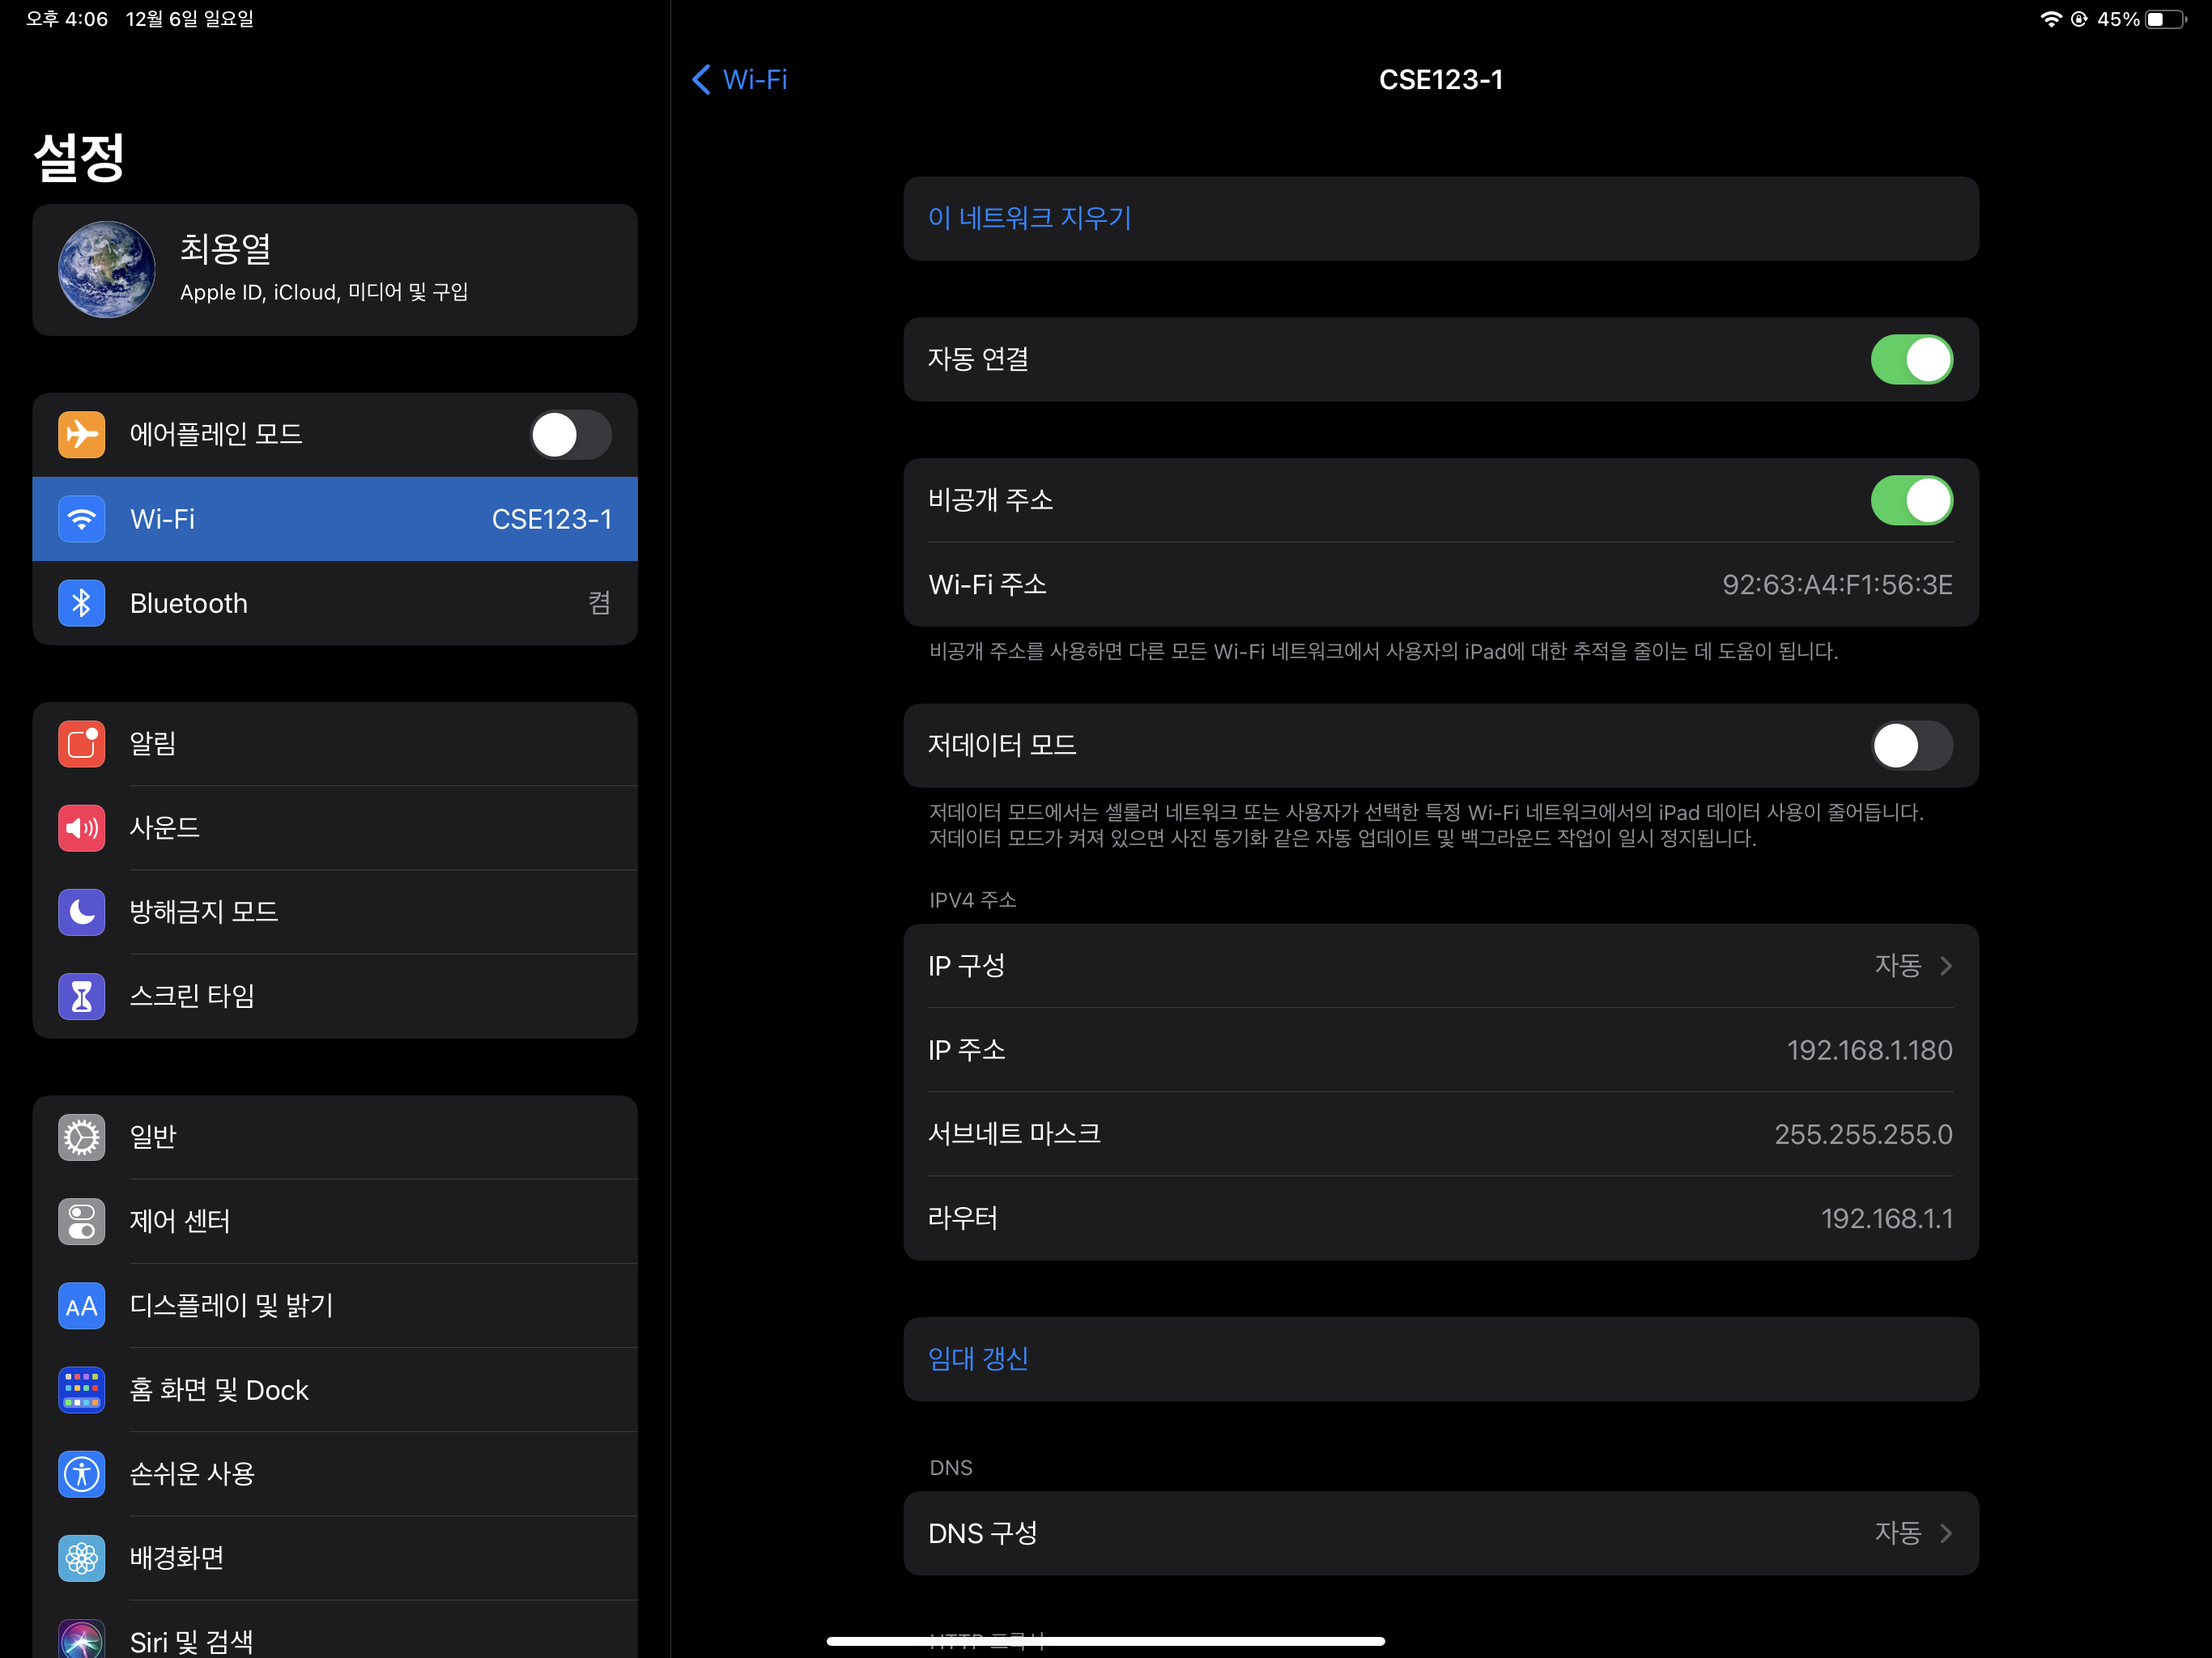 오후 4:06 12월 6일 일요일
45%
설정
최용열
Apple ID, iCloud, 미디어 및 구입
에어플레인 모드
Wi-Fi CSE123-1
Bluetooth 켬
알림
사운드
방해금지 모드
스크린 타임
일반
제어 센터
AA 디스플레이 및 밝기
홈 화면 및 Dock
손쉬운 사용
배경화면
Siri 및 검색
Wi-Fi
CSE123-1
이 네트워크 지우기
자동 연결
비공개 주소
Wi-Fi 주소 92:63:A4:F1:56:3E
비공개 주소를 사용하면 다른 모든 Wi-Fi 네트워크에서 사용자의 iPad에 대한 추적을 줄이는 데 도움이 됩니다.
저데이터 모드
저데이터 모드에서는 셀룰러 네트워크 또는 사용자가 선택한 특정 Wi-Fi 네트워크에서의 iPad 데이터 사용이 줄어듭니다.
저데이터 모드가 켜져 있으면 사진 동기화 같은 자동 업데이트 및 백그라운드 작업이 일시 정지됩니다.
IPV4 주소
IP 구성 자동
IP 주소 192.168.1.180
서브네트 마스크 255.255.255.0
라우터 192.168.1.1
임대 갱신
DNS
DNS 구성 자동
HTTP 프록시